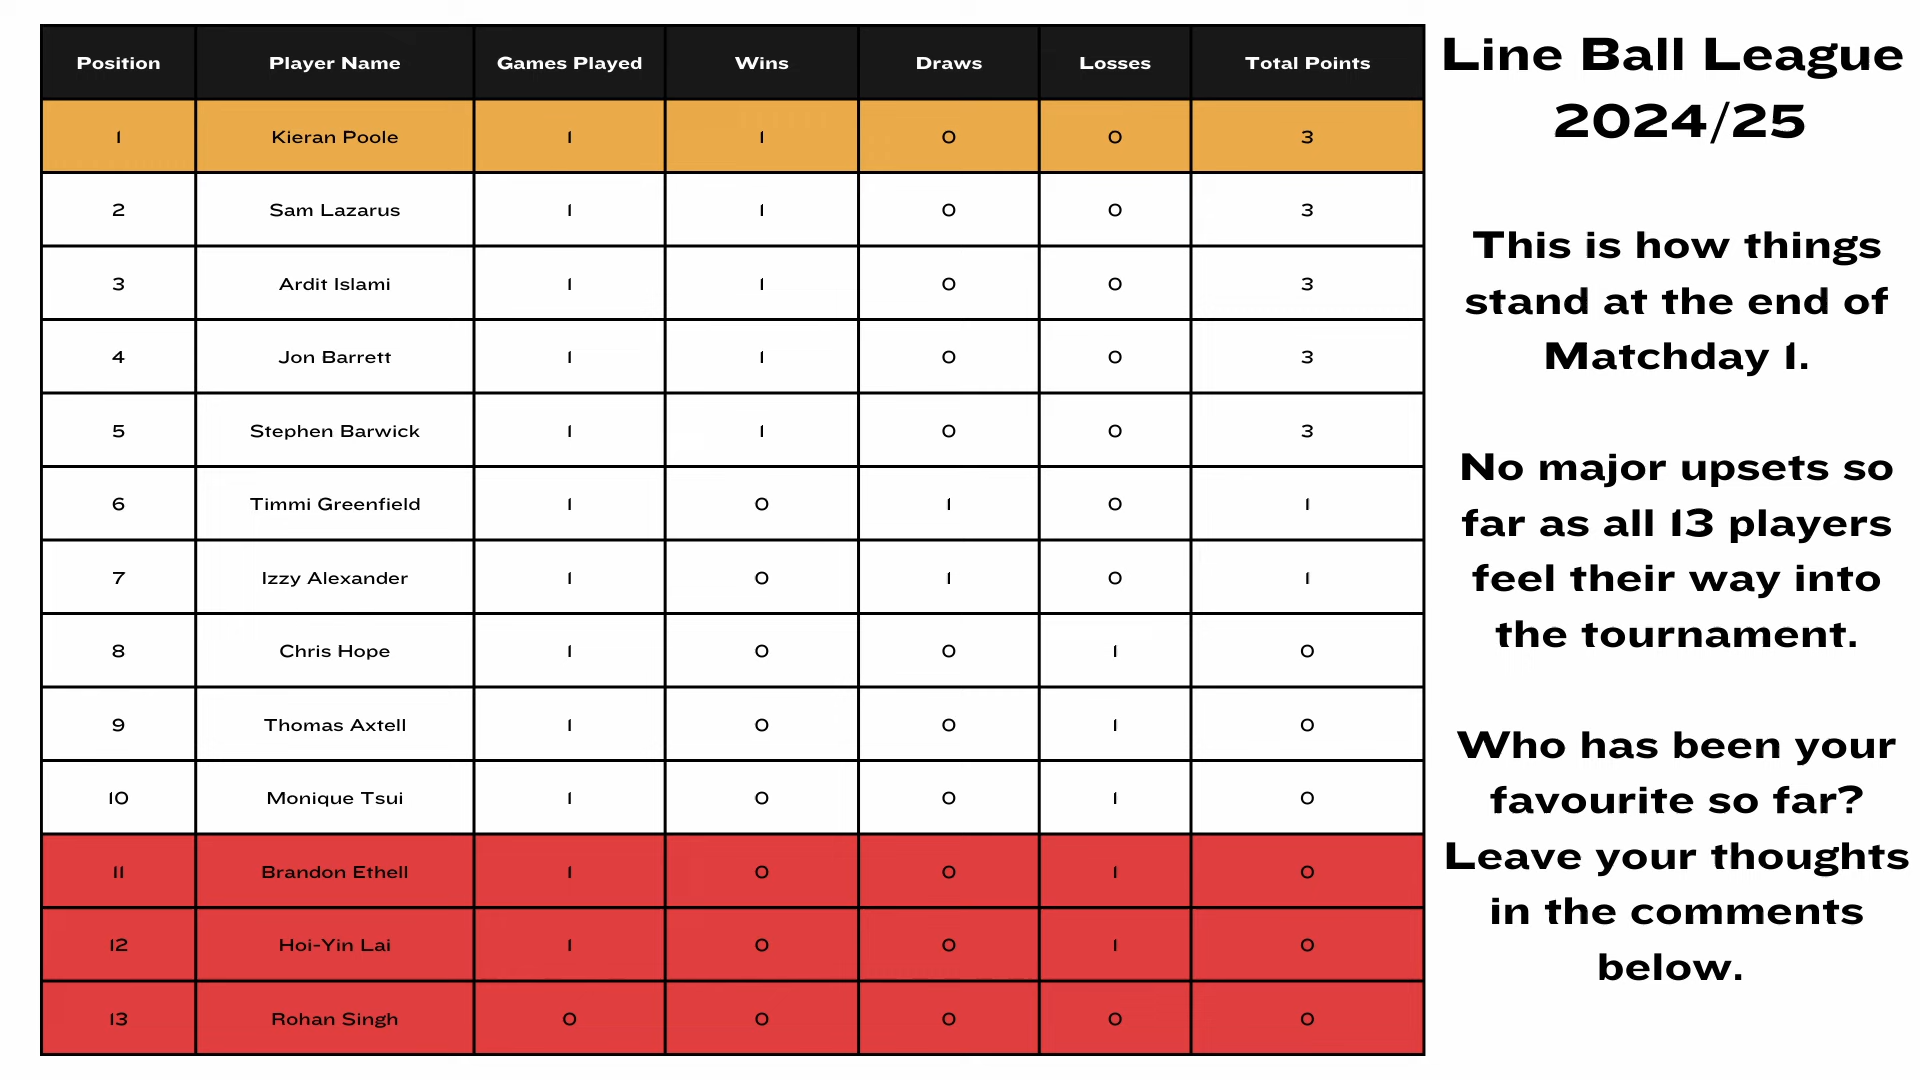 Position Player Name Games Played Wins Draws Losses Total Points
1 Kieran Poole 1 1 0 0 3
2 Sam Lazarus 1 1 0 0 3
3 Ardit Islami 1 1 0 0 3
4 Jon Barrett 1 1 0 0 3
5 Stephen Barwick 1 1 0 0 3
6 Timmi Greenfield 1 0 1 0 1
7 Izzy Alexander 1 0 1 0 1
8 Chris Hope 1 0 0 1 0
9 Thomas Axtell 1 0 0 1 0
10 Monique Tsui 1 0 0 1 0
11 Brandon Ethell 1 0 0 1 0
12 Hoi-Yin Lai 1 0 0 1 0
13 Rohan Singh 0 0 0 0 0
Line Ball League
2024/25
This is how things
stand at the end of
Matchday 1.
No major upsets so
far as all 13 players
feel their way into
the tournament.
Who has been your
favourite so far?
Leave your thoughts
in the comments
below.